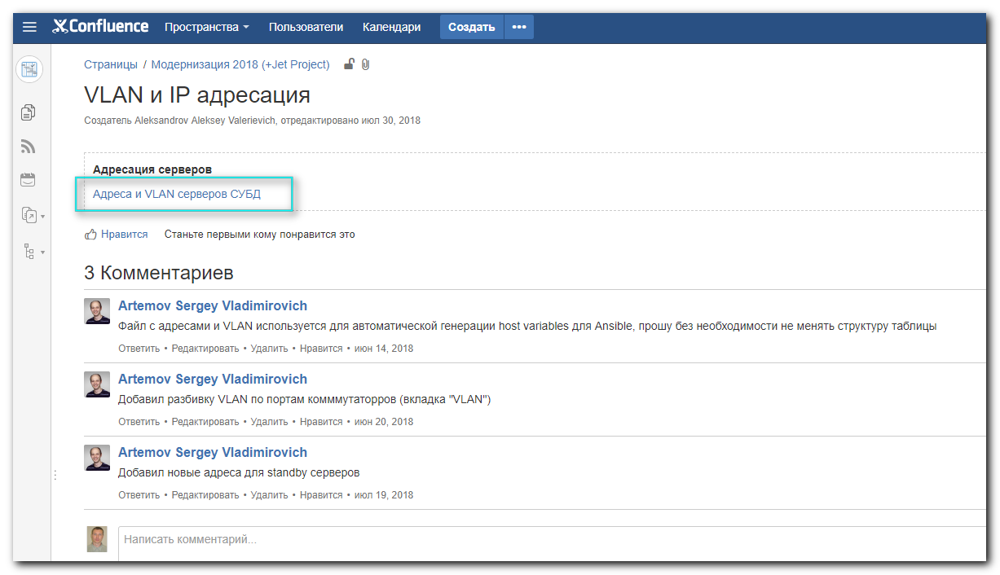 Confluence Пространства Пользователи Календари Создать •••
Страницы / Модернизация 2018 (+Jet Project)
VLAN и IP адресация
Создатель Aleksandrov Aleksey Valerievich, отредактировано июл 30, 2018
Адресация серверов
Адреса и VLAN серверов СУБД
Нравится Станьте первыми кому понравится это
3 Комментариев
Artemov Sergey Vladimirovich
Файл с адресами и VLAN используется для автоматической генерации host variables для Ansible, прошу без необходимости не менять структуру таблицы
Ответить • Редактировать • Удалить • Нравится • июн 14, 2018
Artemov Sergey Vladimirovich
Добавил разбивку VLAN по портам комммутаторров (вкладка "VLAN")
Ответить • Редактировать • Удалить • Нравится • июн 20, 2018
Artemov Sergey Vladimirovich
Добавил новые адреса для standby серверов
Ответить • Редактировать • Удалить • Нравится • июл 19, 2018
Написать комментарий...